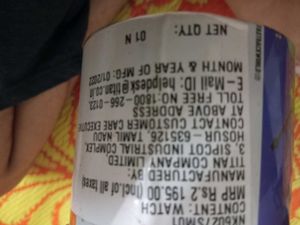 NK6027SM01
CONTENT: WATCH
MRP Rs.2,195.00 (Incl.of all taxes)
MANUFACTURED BY:
TITAN COMPANY LIMITED
3, SIPCOT INDUSTRIAL COMPLEX,
HOSUR- 635126, TAMIL NADU
CONTACT CUSTOMER CARE EXECUTIVE
AT ABOVE ADDRESS
TOLL FREE NO:1800-266-0123,
E-Mail ID: helpdesk@titan.co.in
MONTH & YEAR OF MFG: 01/2022
NET QTY: 01 N